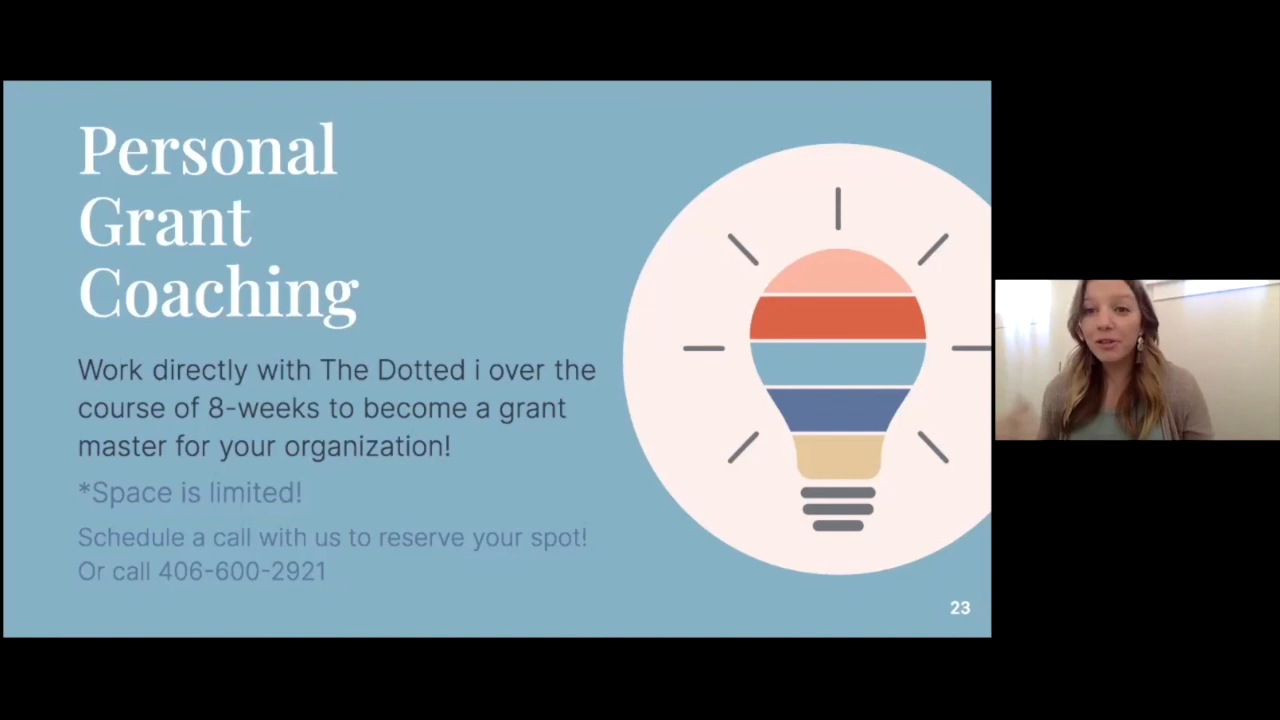 Personal
Grant
Coaching
Work directly with The Dotted i over the
course of 8-weeks to become a grant
master for your organization!
*Space is limited!
Schedule a call with us to reserve your spot!
Or call 406-600-2921
23